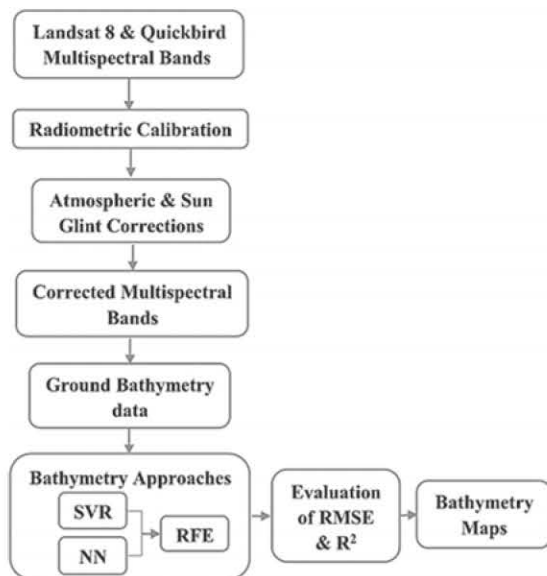 Landsat 8 & Quickbird
Multispectral Bands
Radiometric Calibration
Atmospheric & Sun
Glint Corrections
Corrected Multispectral
Bands
Ground Bathymetry
data
Bathymetry Approaches
SVR
NN
RFE
Evaluation
of RMSE
& R²
Bathymetry
Maps